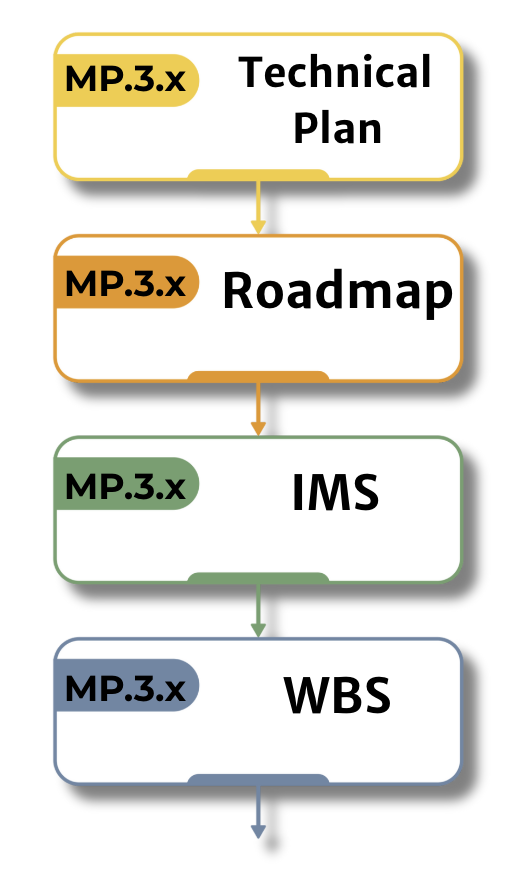 MP.3.x
Technical
Plan
MP.3.x
Roadmap
MP.3.x
IMS
MP.3.x
WBS